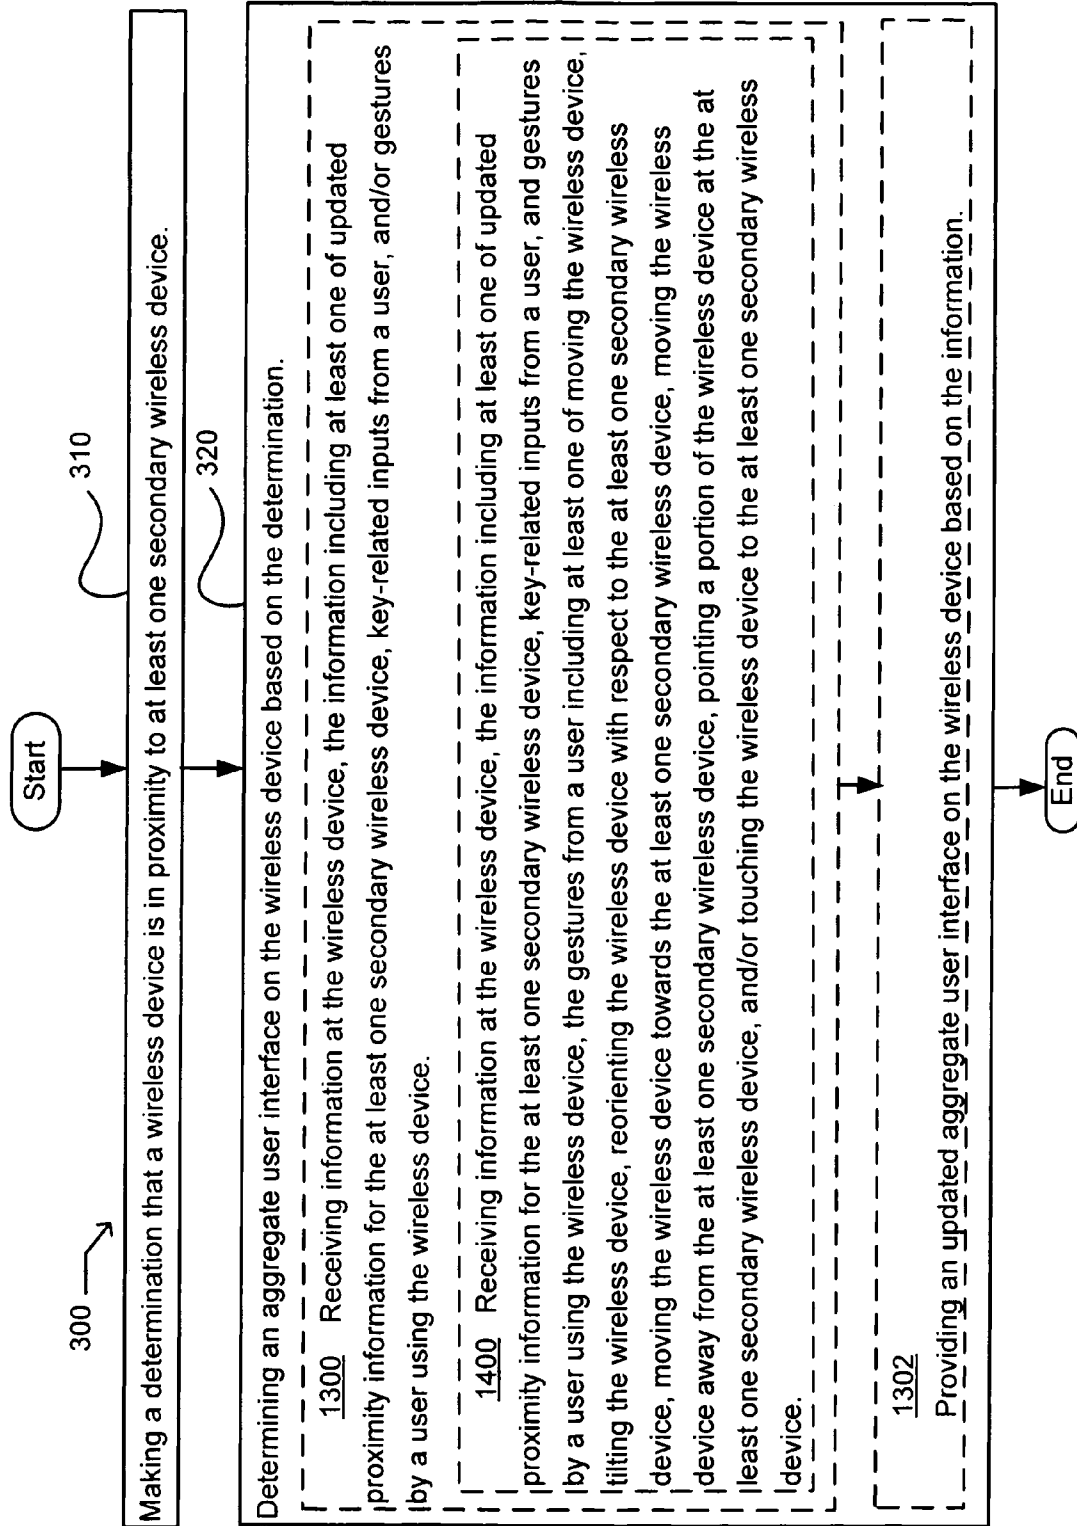 Start
300
310
Making a determination that a wireless device is in proximity to at least one secondary wireless device.
320
Determining an aggregate user interface on the wireless device based on the determination.
1300 Receiving information at the wireless device, the information including at least one of updated
proximity information for the at least one secondary wireless device, key-related inputs from a user, and/or gestures
by a user using the wireless device.
1400 Receiving information at the wireless device, the information including at least one of updated
proximity information for the at least one secondary wireless device, key-related inputs from a user, and gestures
by a user using the wireless device, the gestures from a user including at least one of moving the wireless device,
tilting the wireless device, reorienting the wireless device with respect to the at least one secondary wireless
device, moving the wireless device towards the at least one secondary wireless device, moving the wireless
device away from the at least one secondary wireless device, pointing a portion of the wireless device at the at
least one secondary wireless device, and/or touching the wireless device to the at least one secondary wireless
device.
1302
Providing an updated aggregate user interface on the wireless device based on the information.
End